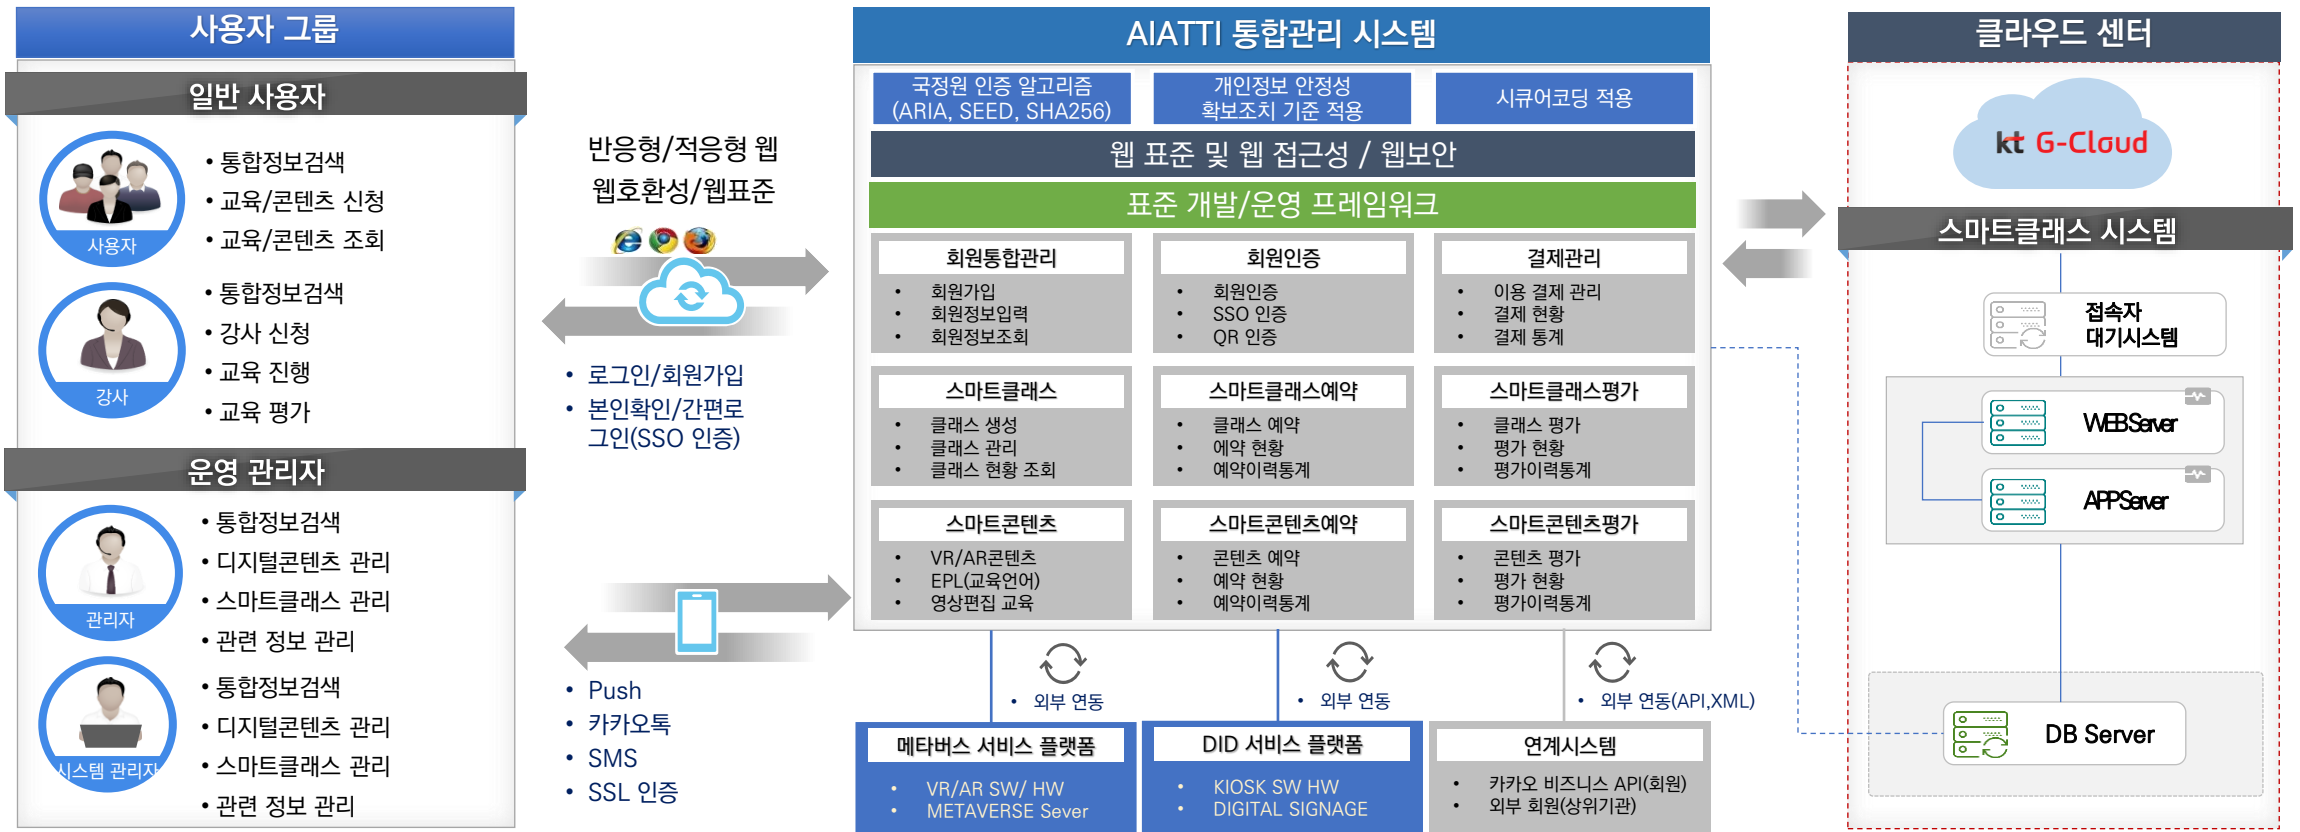 사용자 그룹
일반 사용자
사용자
• 통합정보검색
• 교육/콘텐츠 신청
• 교육/콘텐츠 조회
강사
• 통합정보검색
• 강사 신청
• 교육 진행
• 교육 평가
운영 관리자
관리자
• 통합정보검색
• 디지털콘텐츠 관리
• 스마트클래스 관리
• 관련 정보 관리
시스템 관리자
• 통합정보검색
• 디지털콘텐츠 관리
• 스마트클래스 관리
• 관련 정보 관리
반응형/적응형 웹
웹호환성/웹표준
• 로그인/회원가입
• 본인확인/간편로
그인(SSO 인증)
• Push
• 카카오톡
• SMS
• SSL 인증
AIATTI 통합관리 시스템
국정원 인증 알고리즘
(ARIA, SEED, SHA256)
개인정보 안정성
확보조치 기준 적용
시큐어코딩 적용
웹 표준 및 웹 접근성 / 웹보안
표준 개발/운영 프레임워크
회원통합관리
• 회원가입
• 회원정보입력
• 회원정보조회
회원인증
• 회원인증
• SSO 인증
• QR 인증
결제관리
• 이용 결제 관리
• 결제 현황
• 결제 통계
스마트클래스
• 클래스 생성
• 클래스 관리
• 클래스 현황 조회
스마트클래스예약
• 클래스 예약
• 예약 현황
• 예약이력통계
스마트클래스평가
• 클래스 평가
• 평가 현황
• 평가이력통계
스마트콘텐츠
• VR/AR콘텐츠
• EPL(교육언어)
• 영상편집 교육
스마트콘텐츠예약
• 콘텐츠 예약
• 예약 현황
• 예약이력통계
스마트콘텐츠평가
• 콘텐츠 평가
• 평가 현황
• 평가이력통계
• 외부 연동
• 외부 연동
• 외부 연동(API,XML)
메타버스 서비스 플랫폼
• VR/AR SW/ HW
• METAVERSE Sever
DID 서비스 플랫폼
• KIOSK SW HW
• DIGITAL SIGNAGE
연계시스템
• 카카오 비즈니스 API(회원)
• 외부 회원(상위기관)
클라우드 센터
kt G-Cloud
스마트클래스 시스템
접속자
대기시스템
WEB Server
APP Server
DB Server